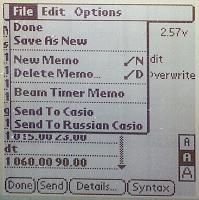 File Edit Options
Done
Save As New
New Memo /N
Delete Memo... /D
Beam Timer Memo
Send To Casio
Send To Russian Casio
2.57v
dit
verwrite
1 015.00 23.00
dt
1 060.00 90.00
A
A
A
Done Send Details... Syntax